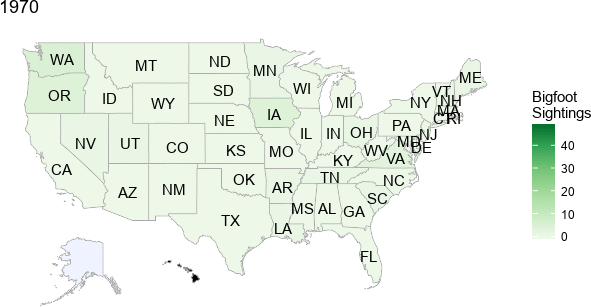 1970
WA
MT
ND
MN
ME
OR
ID
WY
SD
WI
MI
NY
VT
NH
MA
CT
RI
NV
UT
CO
NE
IA
IL
IN
OH
PA
NJ
MD
DE
CA
AZ
NM
KS
MO
KY
WV
VA
OK
AR
TN
NC
TX
LA
MS
AL
GA
SC
FL
Bigfoot
Sightings
40
30
20
10
0